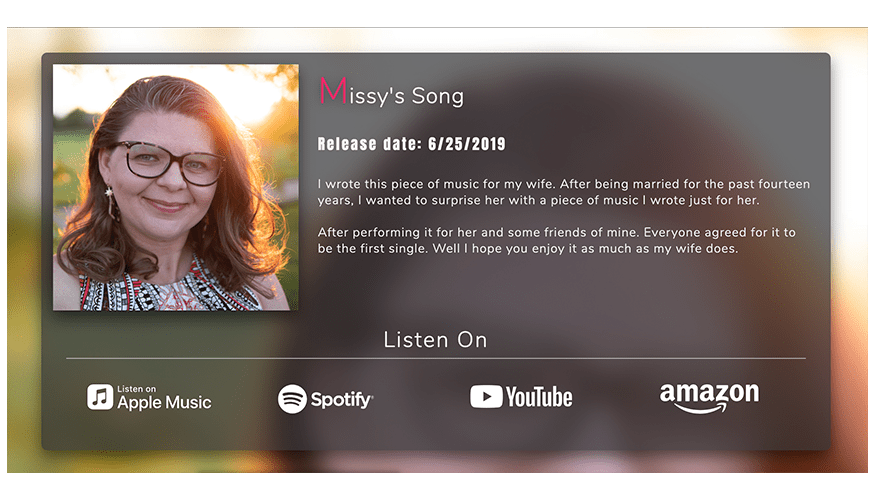 Missy's Song
Release date: 6/25/2019
I wrote this piece of music for my wife. After being married for the past fourteen
years, I wanted to surprise her with a piece of music I wrote just for her.
After performing it for her and some friends of mine. Everyone agreed for it to
be the first single. Well I hope you enjoy it as much as my wife does.
Listen On
Listen on
Apple Music
Spotify
YouTube
amazon